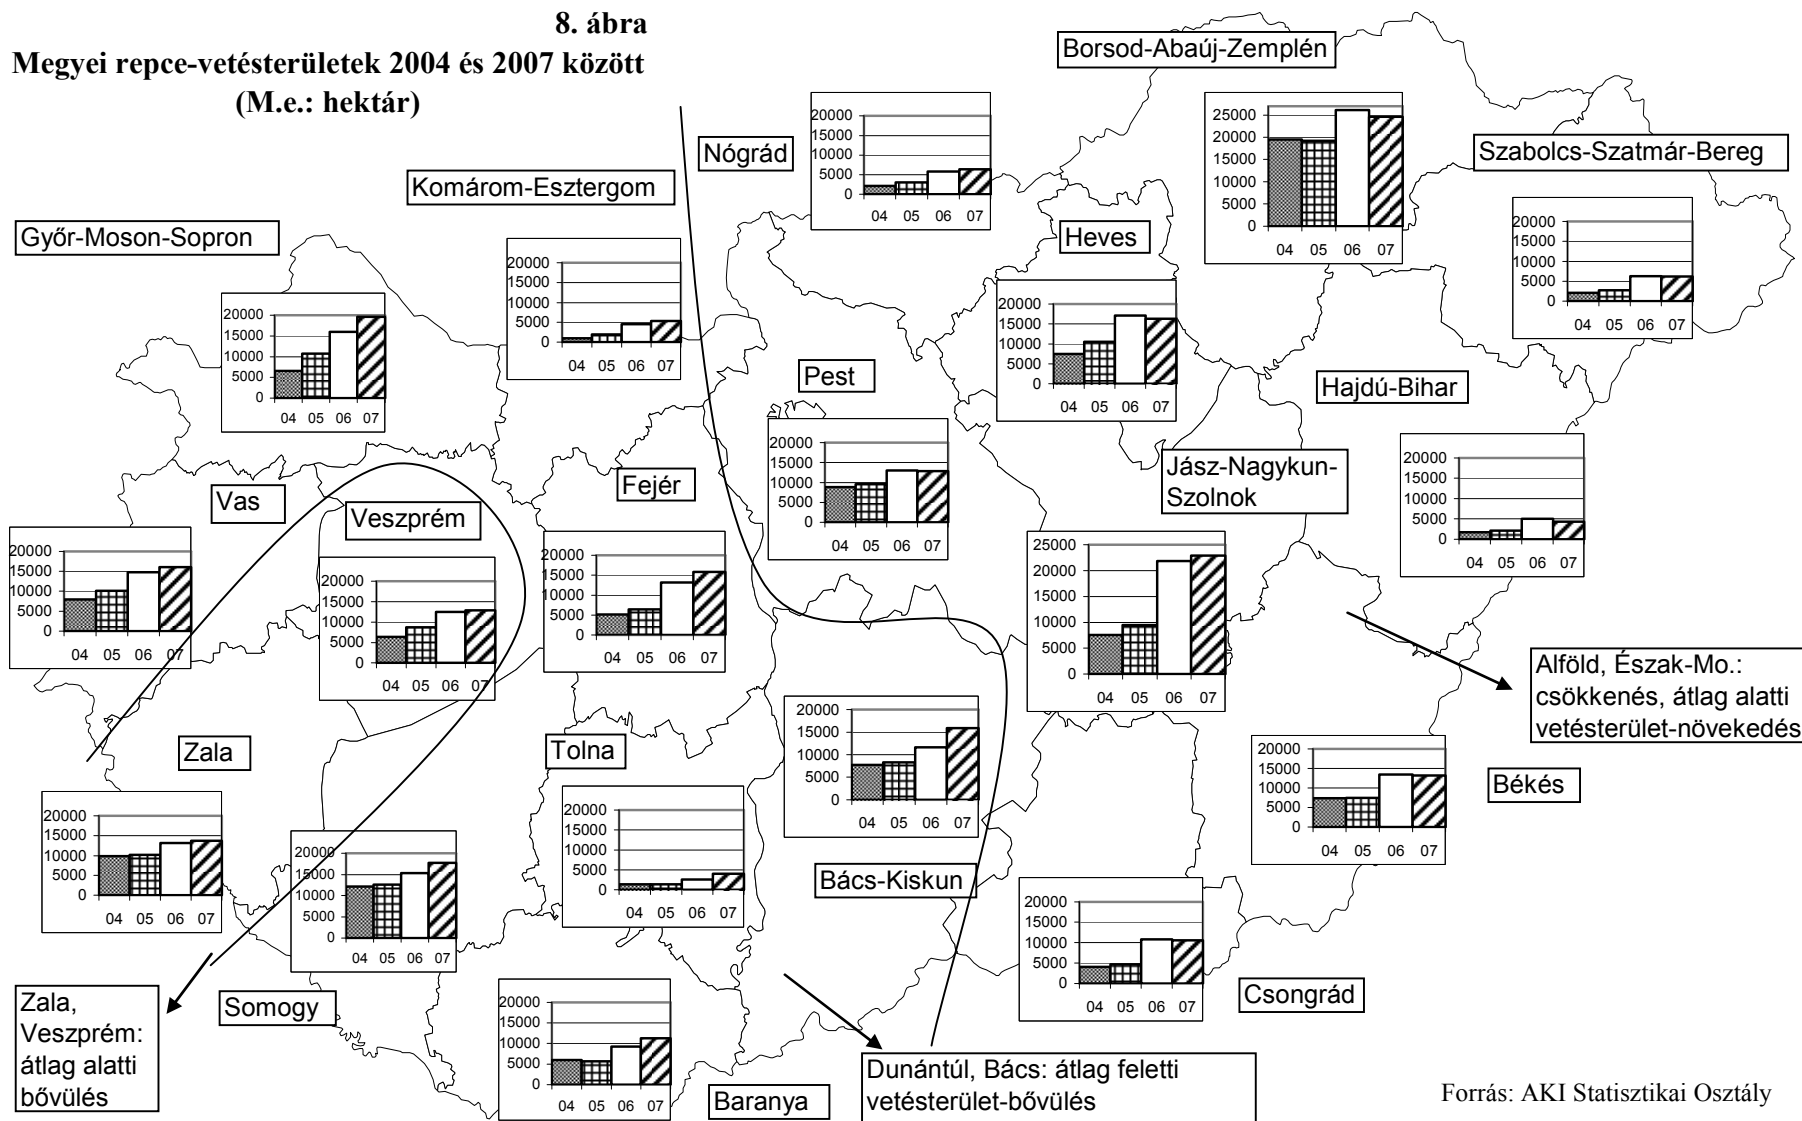 8. ábra
Megyei repce-vetésterületek 2004 és 2007 között
(M.e.: hektár)
Borsod-Abaúj-Zemplén
25000
20000
15000
10000
5000
0
04 05 06 07
Nógrád
20000
15000
10000
5000
0
04 05 06 07
Szabolcs-Szatmár-Bereg
20000
15000
10000
5000
0
04 05 06 07
Komárom-Esztergom
20000
15000
10000
5000
0
04 05 06 07
Győr-Moson-Sopron
20000
15000
10000
5000
0
04 05 06 07
Heves
20000
15000
10000
5000
0
04 05 06 07
Pest
20000
15000
10000
5000
0
04 05 06 07
Hajdú-Bihar
20000
15000
10000
5000
0
04 05 06 07
Jász-Nagykun-
Szolnok
25000
20000
15000
10000
5000
0
04 05 06 07
Fejér
20000
15000
10000
5000
0
04 05 06 07
Vas
20000
15000
10000
5000
0
04 05 06 07
Veszprém
20000
15000
10000
5000
0
04 05 06 07
Alföld, Észak-Mo.:
csökkenés, átlag alatti
vetésterület-növekedés
Zala
20000
15000
10000
5000
0
04 05 06 07
Tolna
20000
15000
10000
5000
0
04 05 06 07
20000
15000
10000
5000
0
04 05 06 07
Bács-Kiskun
Békés
20000
15000
10000
5000
0
04 05 06 07
20000
15000
10000
5000
0
04 05 06 07
Somogy
20000
15000
10000
5000
0
04 05 06 07
Csongrád
Zala,
Veszprém:
átlag alatti
bővülés
20000
15000
10000
5000
0
04 05 06 07
Baranya
Dunántúl, Bács: átlag feletti
vetésterület-bővülés
Forrás: AKI Statisztikai Osztály